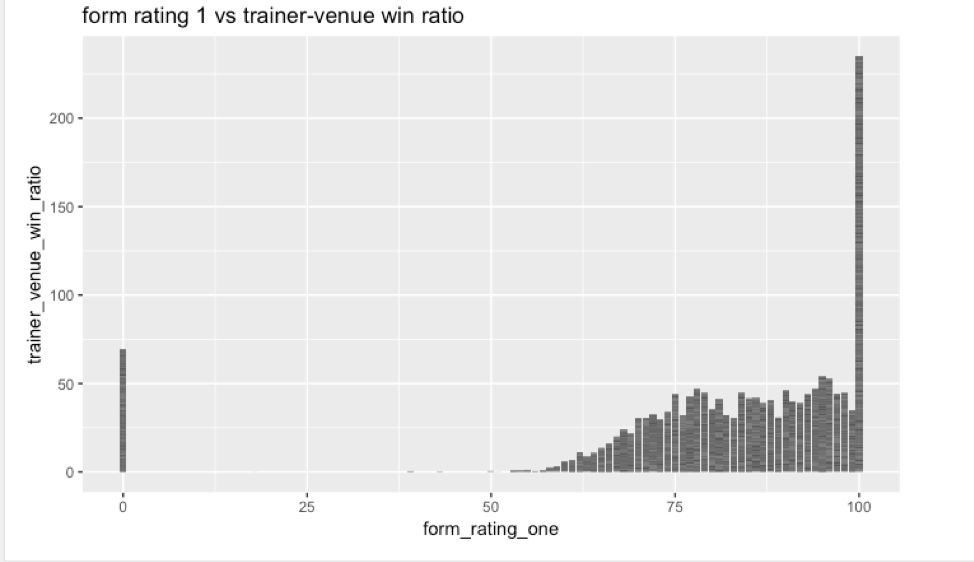 form rating 1 vs trainer-venue win ratio
trainer_venue_win_ratio
200
150
100
50
0
0 25 50 75 100
form_rating_one